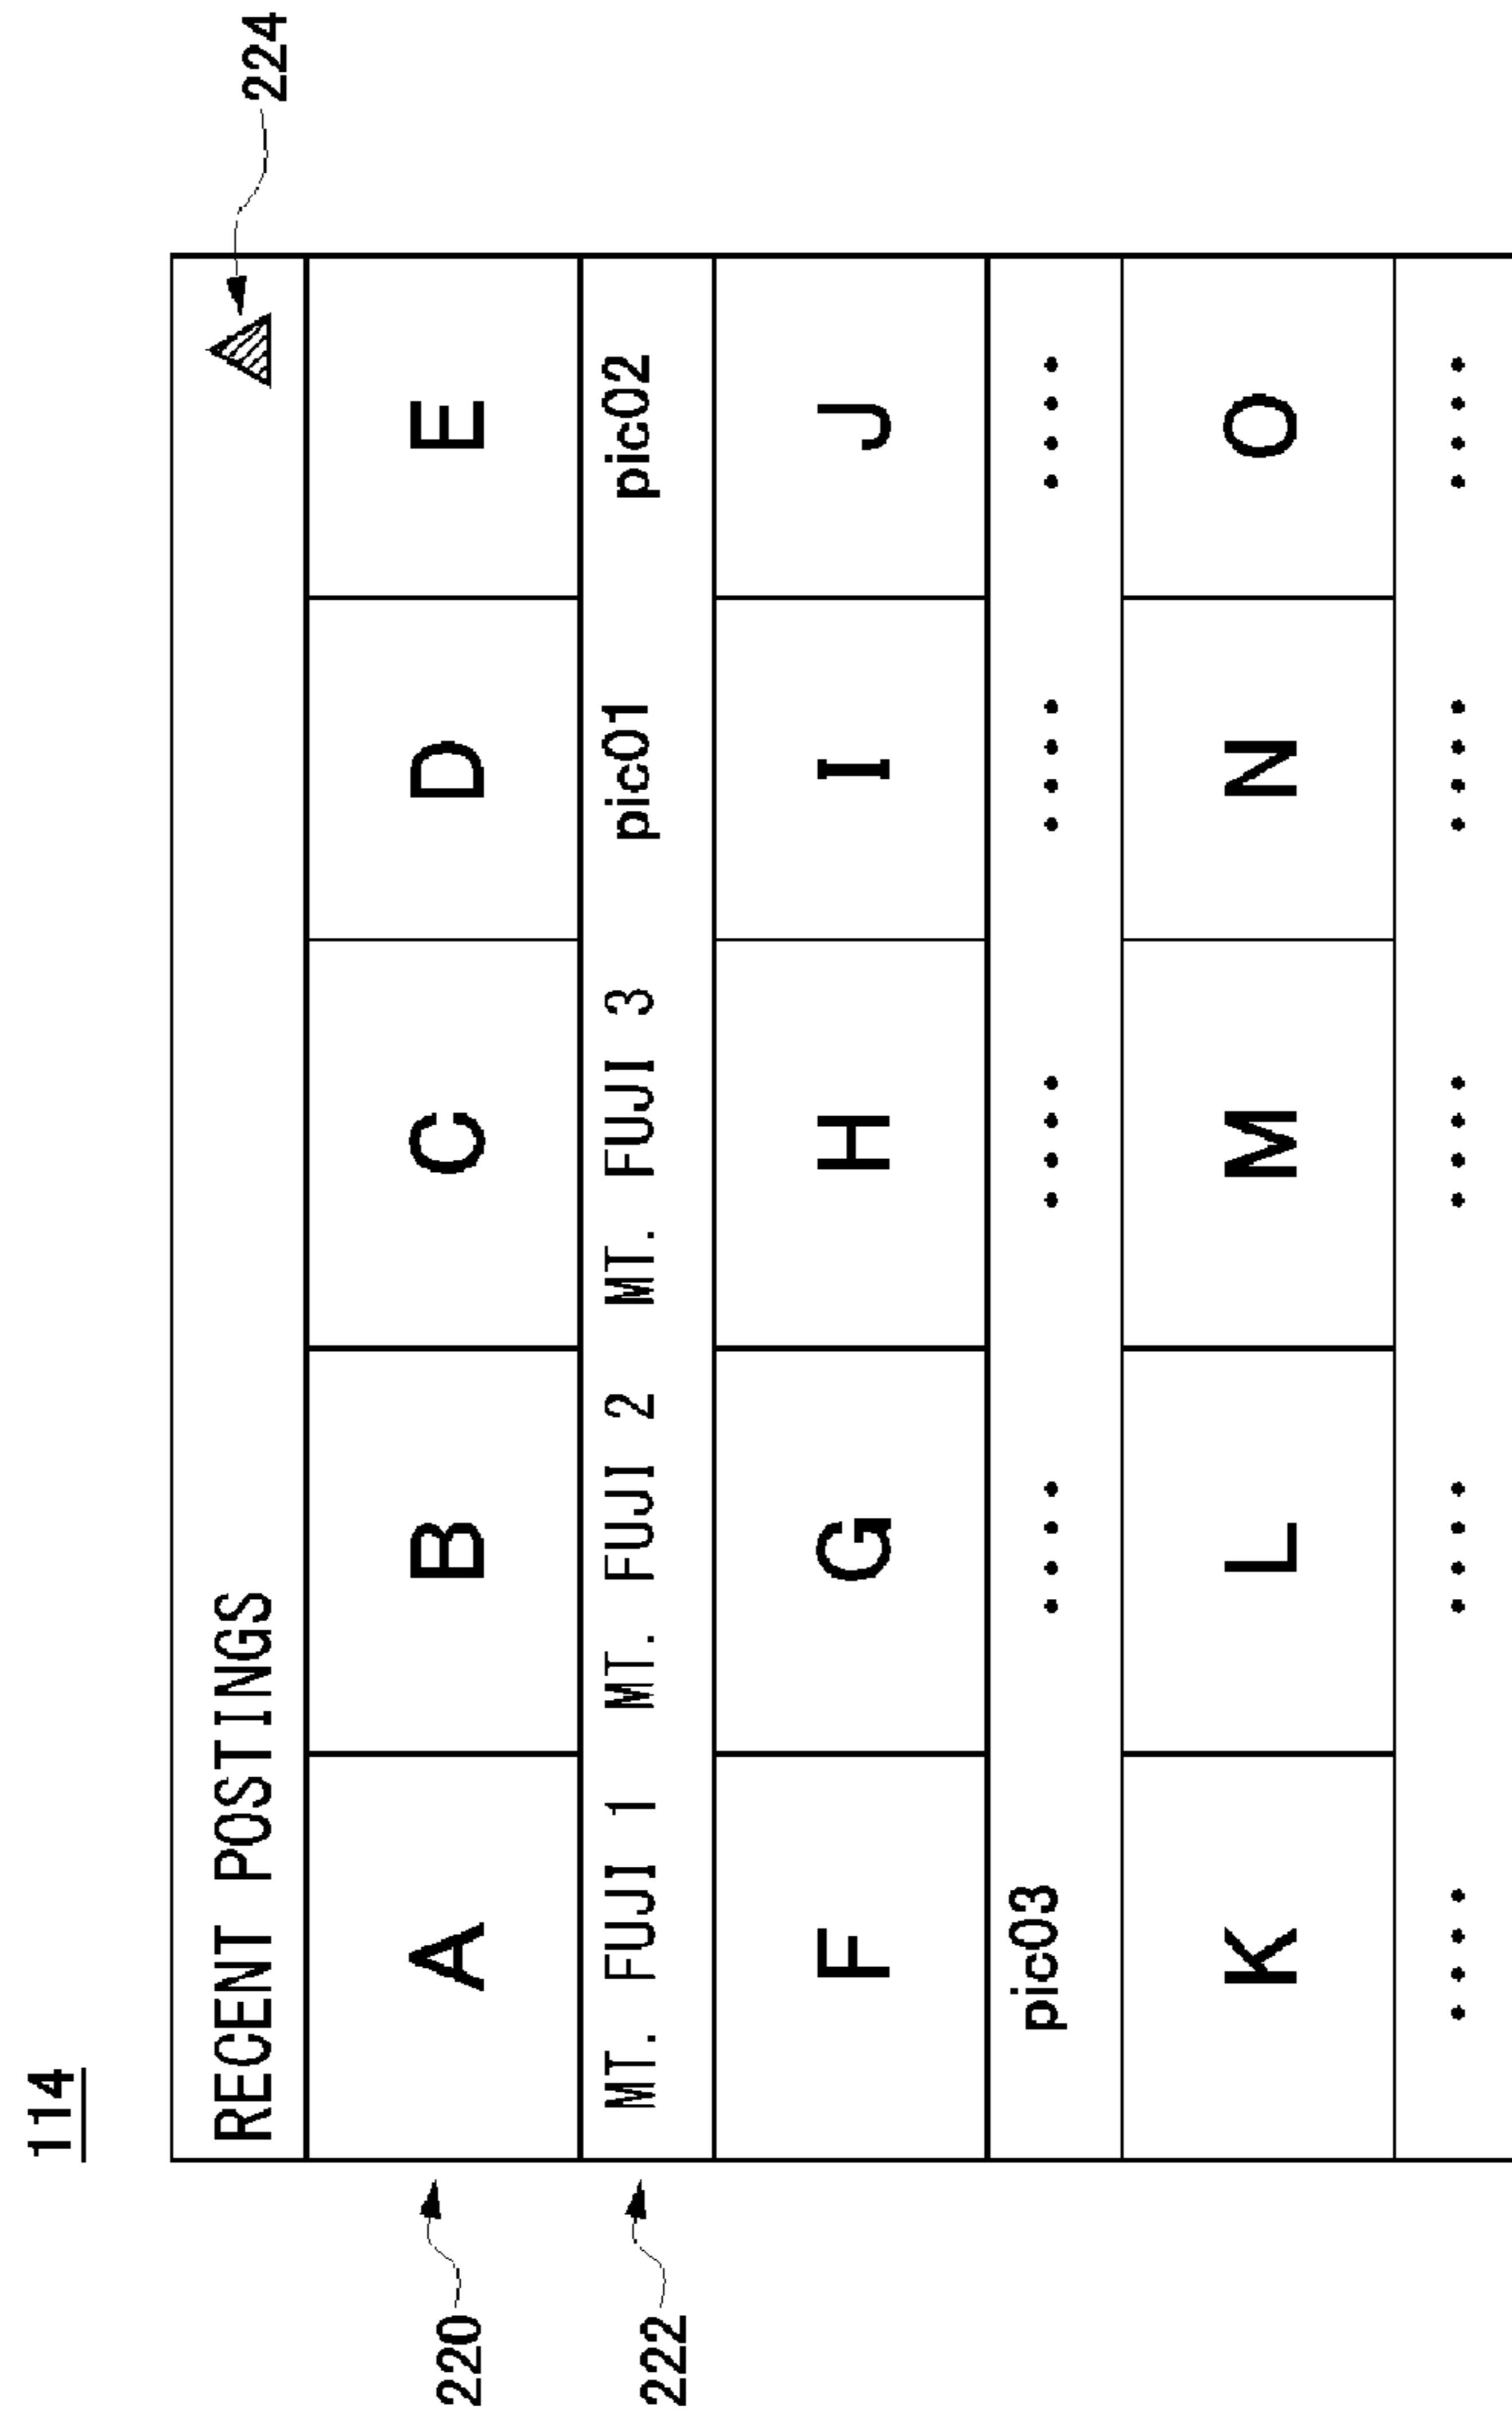 114
224
RECENT POSTINGS
220
A B C D E
222
MT. FUJI 1 MT. FUJI 2 MT. FUJI 3 pic01 pic02
F G H I J
pic03 •••• •••• •••• ••••
K L M N O
•••• •••• •••• •••• ••••